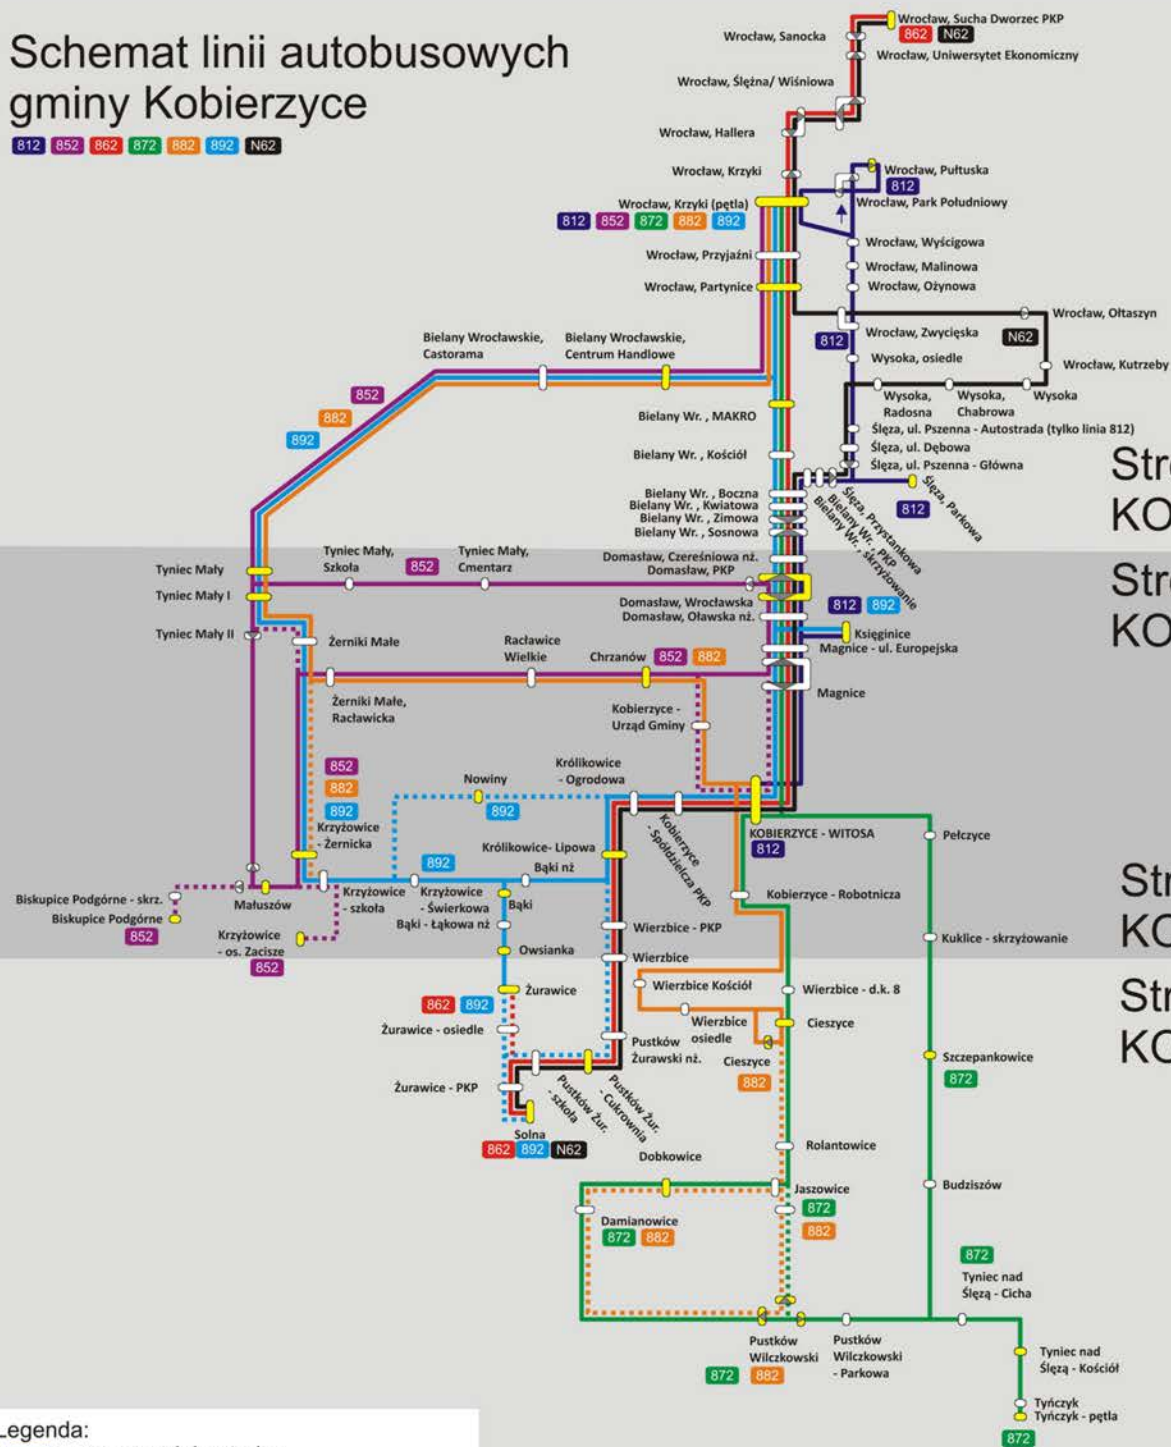 Schemat linii autobusowych
gminy Kobierzyce
812 852 862 872 882 892 N62
Wrocław, Sucha Dworzec PKP
862 N62
Wrocław, Sanocka
Wrocław, Uniwersytet Ekonomiczny
Wrocław, Ślężna/ Wiśniowa
Wrocław, Hallera
Wrocław, Krzyki
Wrocław, Pułtuska
812
Wrocław, Krzyki (pętla)
812 852 872 882 892
Wrocław, Park Południowy
Wrocław, Przyjaźni
Wrocław, Wyścigowa
Wrocław, Malinowa
Wrocław, Partynice
Wrocław, Ożynowa
Wrocław, Ołtaszyn
Wrocław, Zwycięska
812
N62
Bielany Wrocławskie,
Castorama
Bielany Wrocławskie,
Centrum Handlowe
Wysoka, osiedle
Wrocław, Kutrzeby
852
882
892
Wysoka,
Radosna
Wysoka,
Chabrowa
Wysoka
Bielany Wr. , MAKRO
Ślęza, ul. Pszenna - Autostrada (tylko linia 812)
Ślęza, ul. Dębowa
Bielany Wr. , Kościół
Ślęza, ul. Pszenna - Główna
Stre
KO
Ślęza, Parkowa
812
Ślęza, Przystankowa
Bielany Wr. , PKP
Bielany Wr. , skrzyżowanie
Bielany Wr. , Boczna
Bielany Wr. , Kwiatowa
Bielany Wr. , Zimowa
Bielany Wr. , Sosnowa
Tyniec Mały,
Szkoła
852
Tyniec Mały,
Cmentarz
Domasław, Czereśniowa nż.
Domasław, PKP
Stre
KO
Tyniec Mały
Tyniec Mały I
Domasław, Wrocławska
Domasław, Oławska nż.
812 892
Księginice
Tyniec Mały II
Żerniki Małe
Racławice
Wielkie
Chrzanów 852 882
Magnice - ul. Europejska
Magnice
Żerniki Małe,
Racławicka
Kobierzyce -
Urząd Gminy
852
882
892
Nowiny
892
Królikowice
- Ogrodowa
Krzyżowice
- Żernicka
Kobierzyce
- Spółdzielcza PKP
KOBIERZYCE - WITOSA
812
Pełczyce
Królikowice- Lipowa
892
Bąki nż
Str
KO
Biskupice Podgórne - skrz.
Biskupice Podgórne
852
Małuszów
Krzyżowice
- szkoła
Krzyżowice
- Świerkowa
Bąki
Bąki - Łąkowa nż
Kobierzyce - Robotnicza
Krzyżowice
- os. Zacisze
852
Wierzbice - PKP
Kuklice - skrzyżowanie
Owsianka
Wierzbice
Żurawice
862 892
Wierzbice Kościół
Wierzbice - d.k. 8
Str
KO
Żurawice - osiedle
Wierzbice
osiedle
Cieszyce
Pustków
Żurawski nż.
Cieszyce
882
Szczepankowice
872
Żurawice - PKP
Pustków Żur.
- szkoła
Pustków Żur.
- Cukrownia
Solna
862 892 N62
Rolantowice
Dobkowice
Jaszowice
872
882
Budziszów
Damianowice
872 882
872
Tyniec nad
Ślęzą - Cicha
Pustków
Wilczkowski
872 882
Pustków
Wilczkowski
- Parkowa
Tyniec nad
Ślęzą - Kościół
Tyńczyk
Tyńczyk - pętla
872
Legenda: